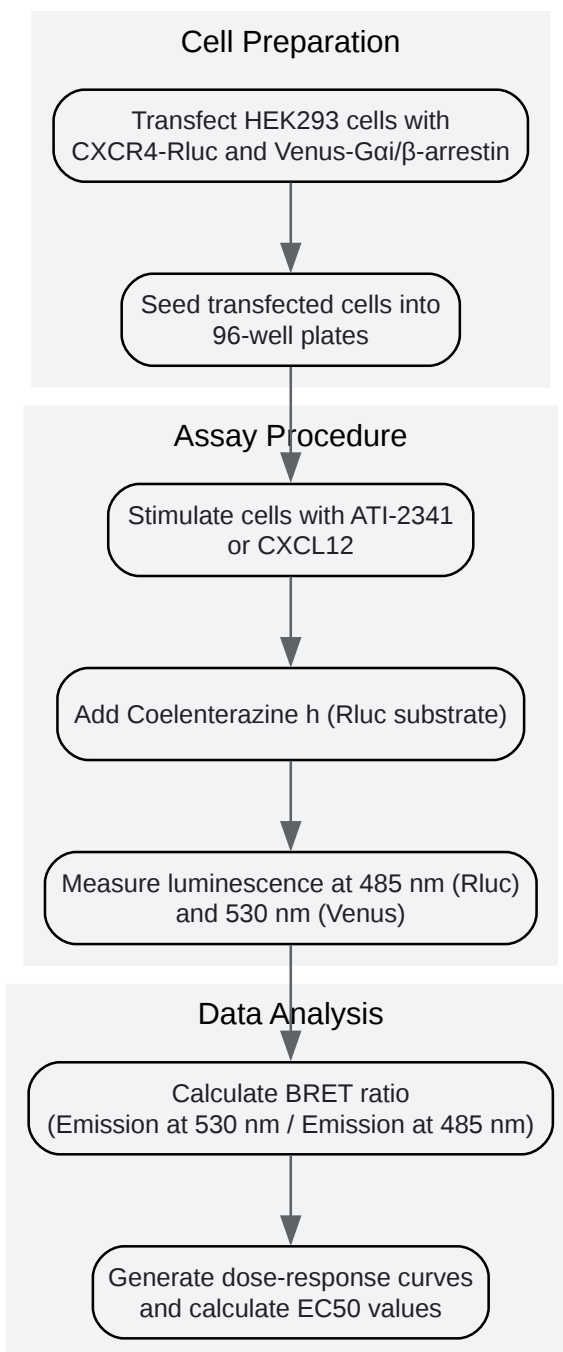 Cell Preparation
Transfect HEK293 cells with
CXCR4-Rluc and Venus-Gαi/β-arrestin
Seed transfected cells into
96-well plates
Assay Procedure
Stimulate cells with ATI-2341
or CXCL12
Add Coelenterazine h (Rluc substrate)
Measure luminescence at 485 nm (Rluc)
and 530 nm (Venus)
Data Analysis
Calculate BRET ratio
(Emission at 530 nm / Emission at 485 nm)
Generate dose-response curves
and calculate EC50 values